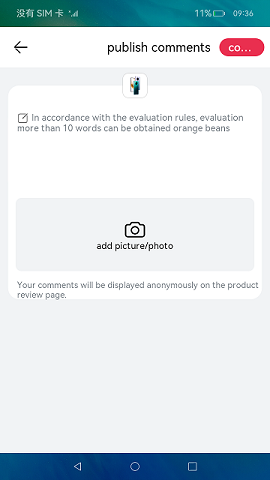 没有 SIM 卡 11% 09:36
publish comments co...
In accordance with the evaluation rules, evaluation
more than 10 words can be obtained orange beans
add picture/photo
Your comments will be displayed anonymously on the product
review page.